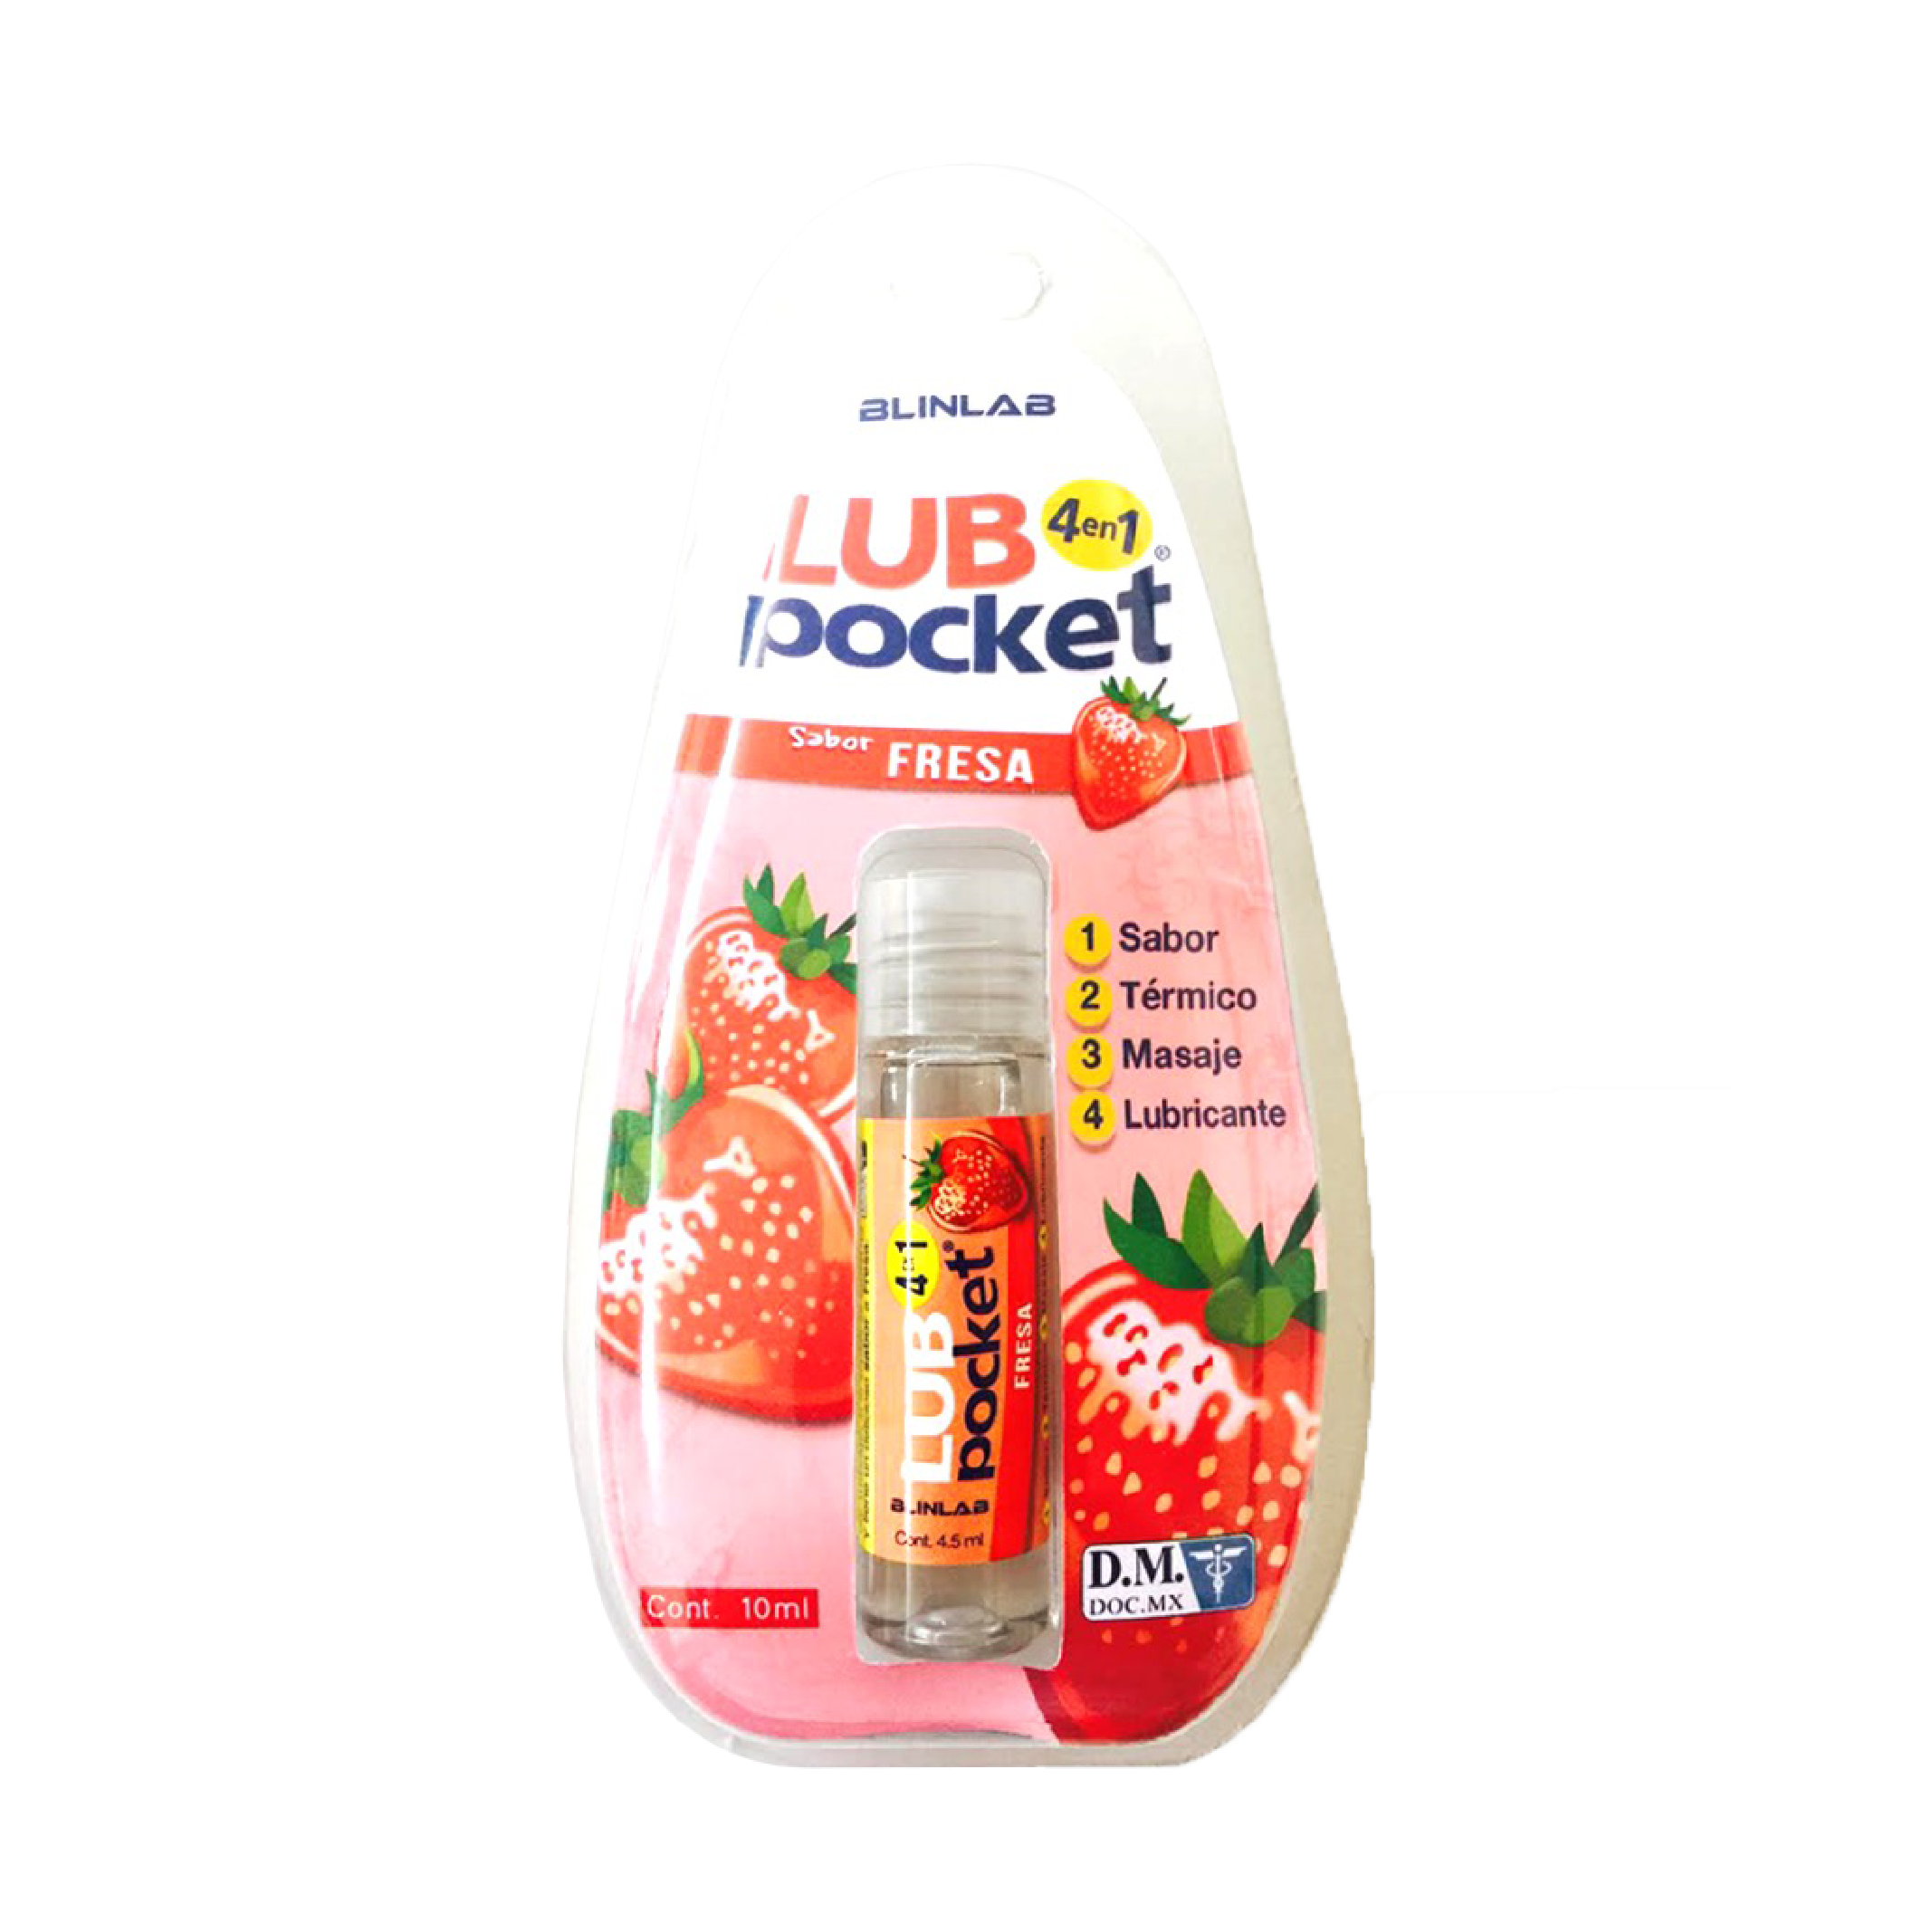 BLINLAB
LUB 4en1
pocket®
Sabor FRESA
1 Sabor
2 Térmico
3 Masaje
4 Lubricante
LUB 4en1
pocket®
FRESA
BLINLAB
Cont. 4.5 ml
Cont. 10ml
D.M.
DOC.MX